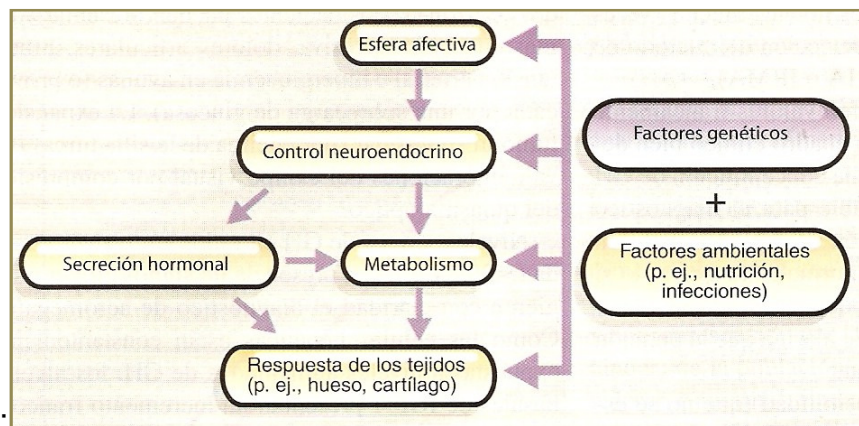 Esfera afectiva
Control neuroendocrino
Secreción hormonal
Metabolismo
Respuesta de los tejidos
(p. ej., hueso, cartílago)
Factores genéticos
+
Factores ambientales
(p. ej., nutrición,
infecciones)
.